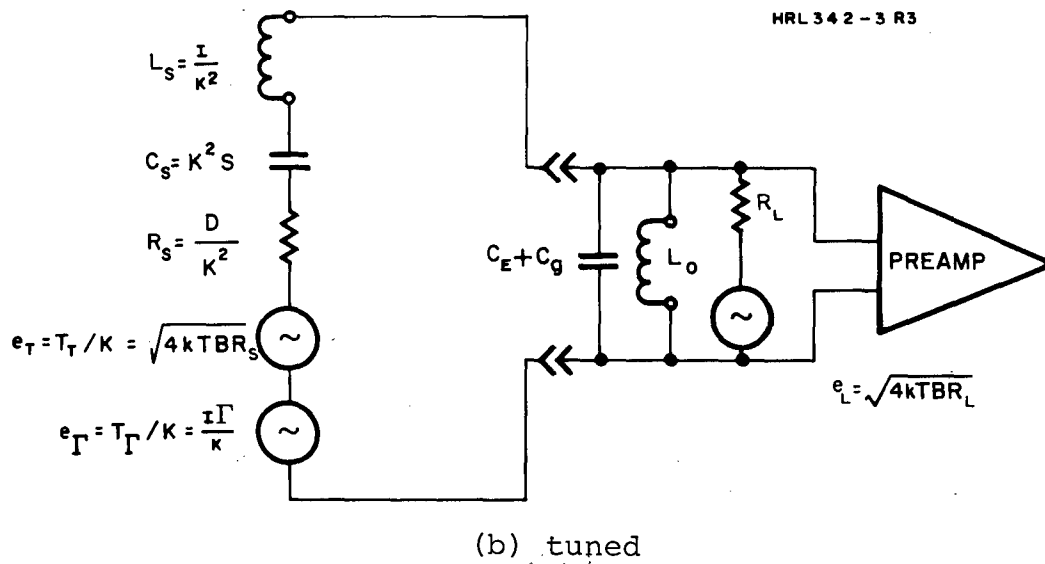 HRL 342-3 R3
L_S = I/K²
C_S = K² S
R_S = D/K²
e_T = T_T / K = √4kTBR_S
e_Γ = T_Γ / K = IΓ/K
C_E + C_g
L_o
R_L
PREAMP
e_L = √4kTBR_L
(b) tuned